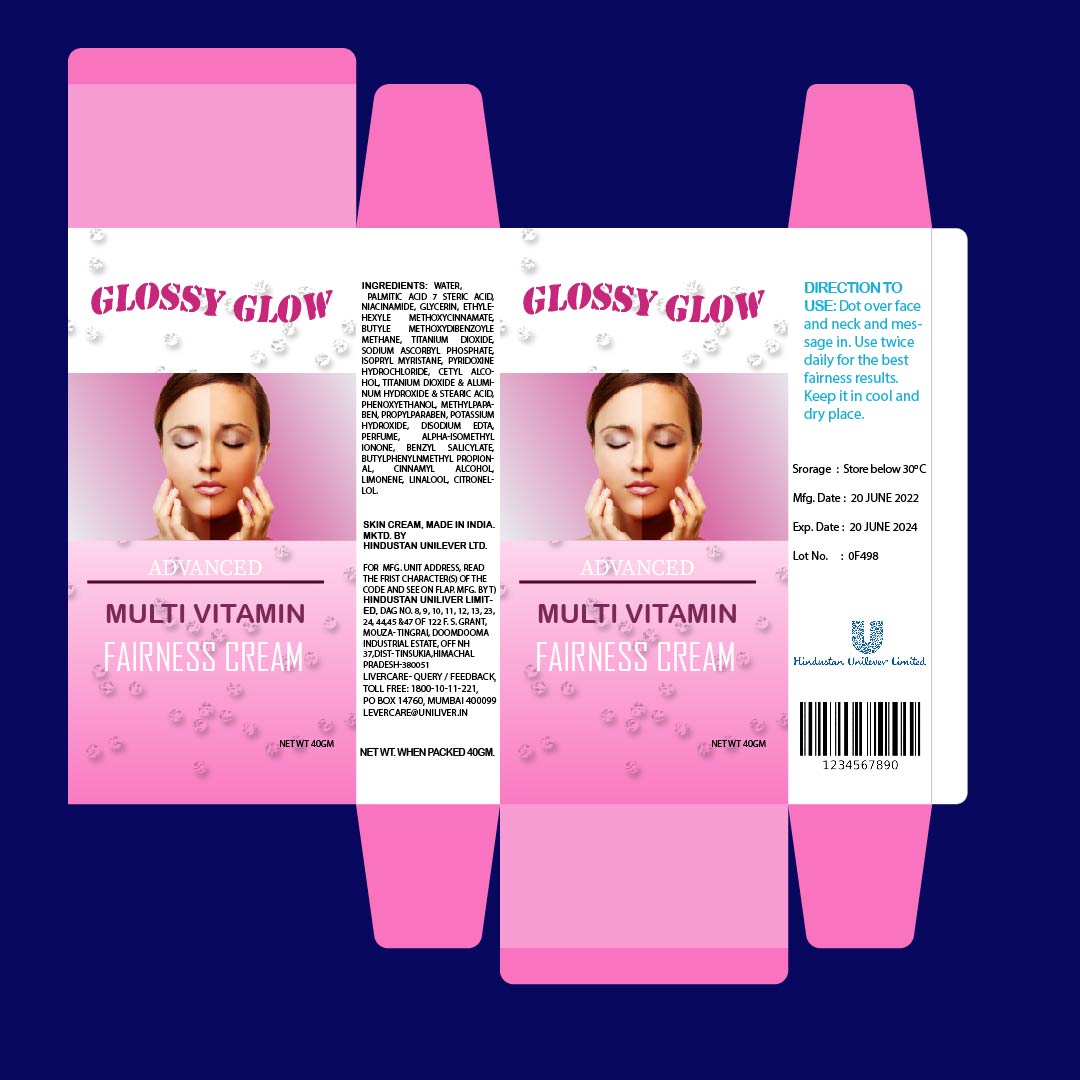 GLOSSY GLOW
ADVANCED
MULTI VITAMIN
FAIRNESS CREAM
NET WT 40GM
INGREDIENTS: WATER,
PALMITIC ACID 7 STERIC ACID,
NIACINAMIDE, GLYCERIN, ETHYLE-
HEXYLE METHOXYCINNAMATE,
BUTYLE METHOXYDIBENZOYLE
METHANE, TITANIUM DIOXIDE,
SODIUM ASCORBYL PHOSPHATE,
ISOPRYL MYRISTANE, PYRIDOXINE
HYDROCHLORIDE, CETYL ALCO-
HOL, TITANIUM DIOXIDE & ALUMI-
NUM HYDROXIDE & STEARIC ACID,
PHENOXYETHANOL, METHYLPAPA-
BEN, PROPYLPARABEN, POTASSIUM
HYDROXIDE, DISODIUM EDTA,
PERFUME, ALPHA-ISOMETHYL
IONONE, BENZYL SALICYLATE,
BUTYLPHENYLNMETHYL PROPION-
AL, CINNAMYL ALCOHOL,
LIMONENE, LINALOOL, CITRONEL-
LOL.
SKIN CREAM, MADE IN INDIA.
MKTD. BY
HINDUSTAN UNILEVER LTD.
FOR MFG. UNIT ADDRESS, READ
THE FRIST CHARACTER(S) OF THE
CODE AND SEE ON FLAP. MFG. BY T)
HINDUSTAN UNILIVER LIMIT-
ED, DAG NO. 8, 9, 10, 11, 12, 13, 23,
24, 44,45 &47 OF 122 F. S. GRANT,
MOUZA-TINGRAI, DOOMDOOMA
INDUSTRIAL ESTATE, OFF NH
37,DIST- TINSUKIA,HIMACHAL
PRADESH-380051
LIVERCARE- QUERY / FEEDBACK,
TOLL FREE: 1800-10-11-221,
PO BOX 14760, MUMBAI 400099
LEVERCARE@UNILIVER.IN
NET WT. WHEN PACKED 40GM.
GLOSSY GLOW
ADVANCED
MULTI VITAMIN
FAIRNESS CREAM
NET WT 40GM
DIRECTION TO
USE: Dot over face
and neck and mes-
sage in. Use twice
daily for the best
fairness results.
Keep it in cool and
dry place.
Srorage : Store below 30°C
Mfg. Date : 20 JUNE 2022
Exp. Date : 20 JUNE 2024
Lot No. : 0F498
Hindustan Unilever Limited
1234567890